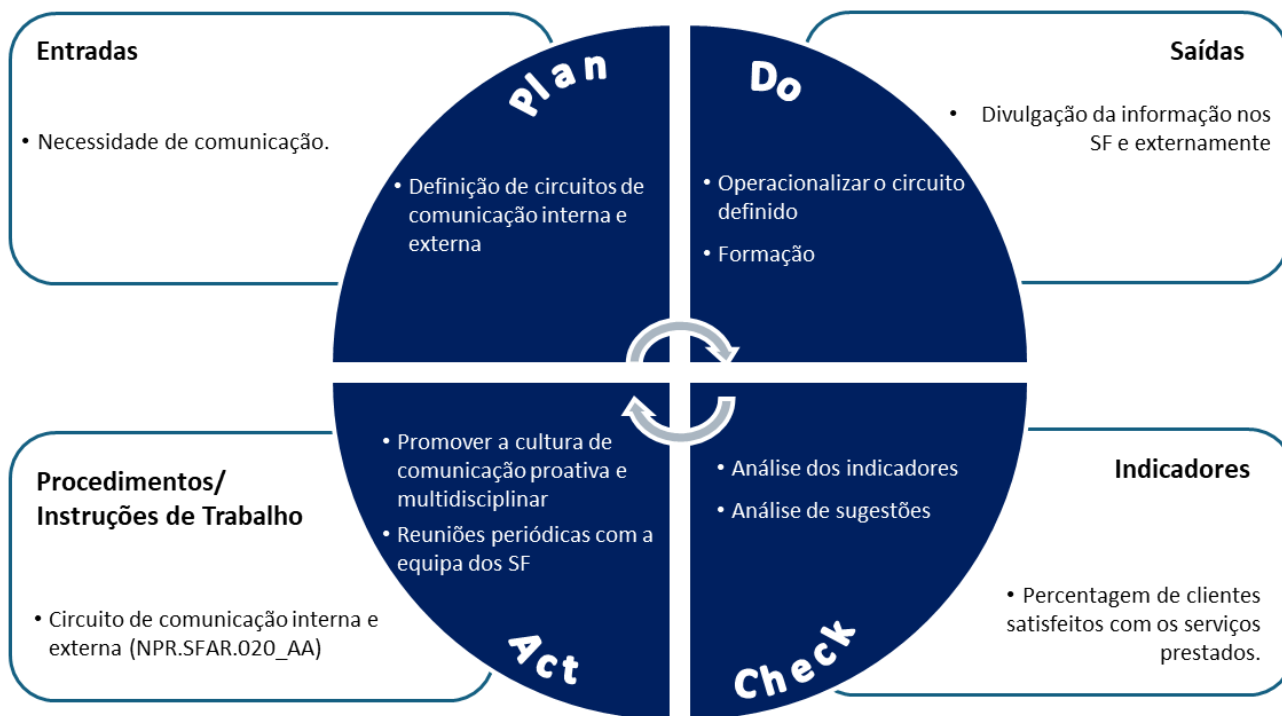 Entradas
• Necessidade de comunicação.
Plan
• Definição de circuitos de
comunicação interna e
externa
Do
• Operacionalizar o circuito
definido
• Formação
Saídas
• Divulgação da informação nos
SF e externamente
Procedimentos/
Instruções de Trabalho
• Circuito de comunicação interna e
externa (NPR.SFAR.020_AA)
• Promover a cultura de
comunicação proativa e
multidisciplinar
• Reuniões periódicas com a
equipa dos SF
Act
• Análise dos indicadores
• Análise de sugestões
Check
Indicadores
• Percentagem de clientes
satisfeitos com os serviços
prestados.